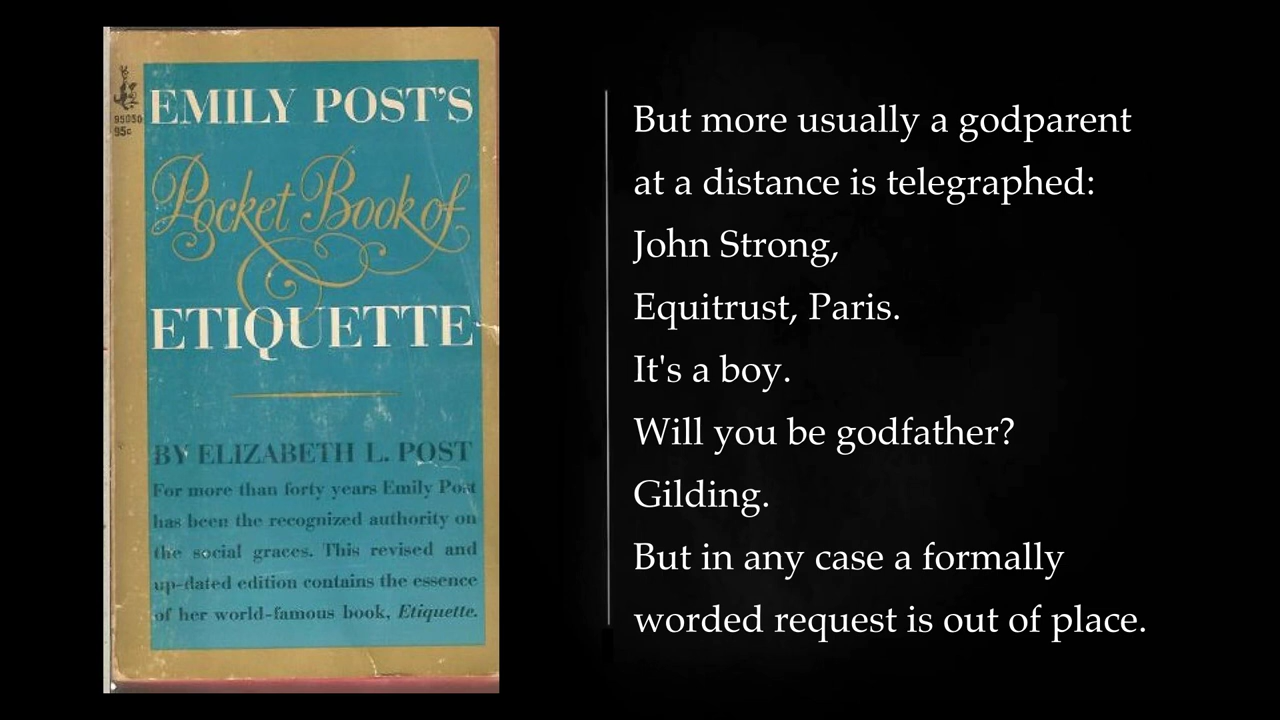 95050
95c
EMILY POST'S
Pocket Book of
ETIQUETTE
BY ELIZABETH L. POST
For more than forty years Emily Post
has been the recognized authority on
the social graces. This revised and
up-dated edition contains the essence
of her world-famous book, Etiquette.
But more usually a godparent
at a distance is telegraphed:
John Strong,
Equitrust, Paris.
It's a boy.
Will you be godfather?
Gilding.
But in any case a formally
worded request is out of place.